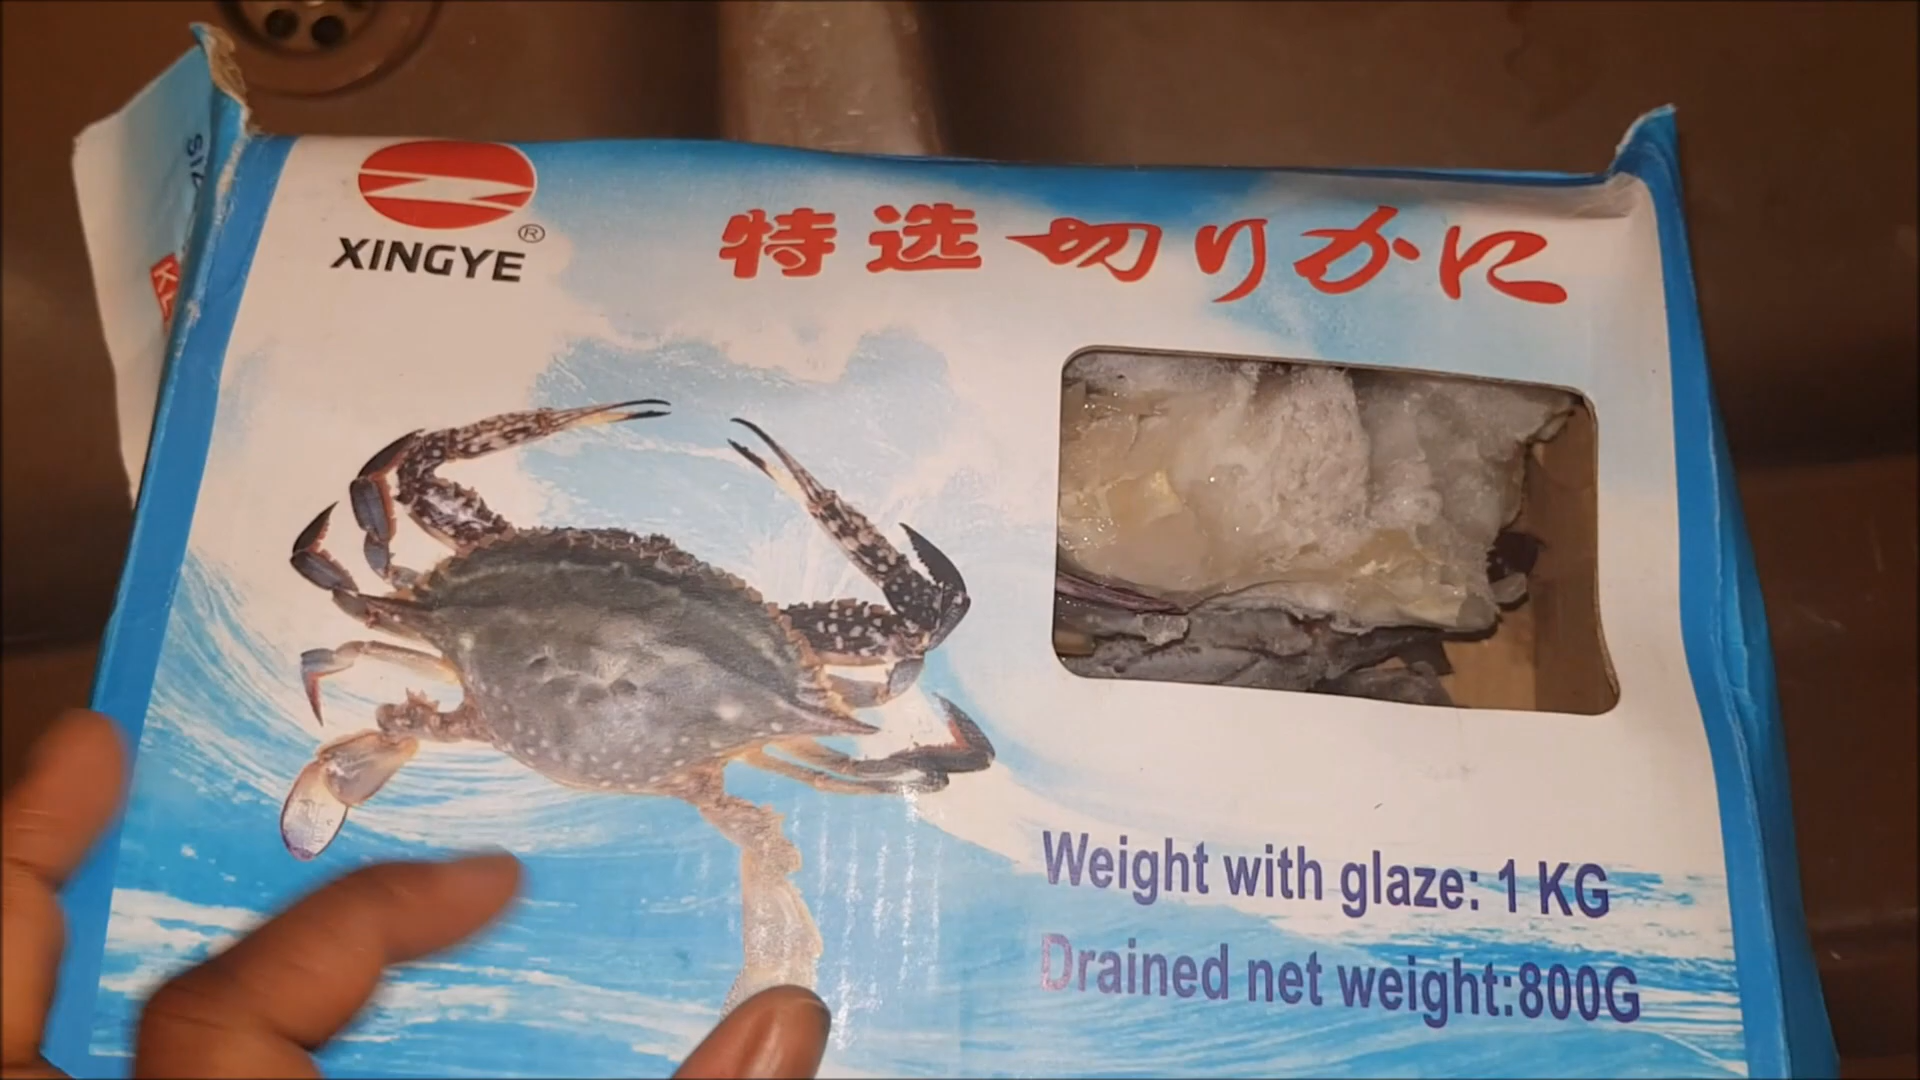 XINGYE®
特选切りかに
Weight with glaze: 1 KG
Drained net weight:800G